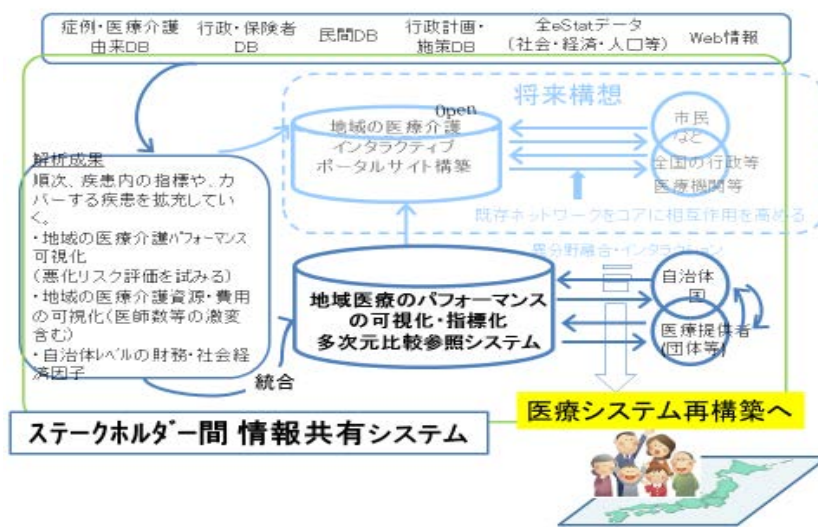 症例・医療介護
由来DB
行政・保険者
DB
民間DB
行政計画・
施策DB
全eStatデータ
(社会・経済・人口等)
Web情報
将来構想
Open
地域の医療介護
インタラクティブ
ポータルサイト構築
市民
など
全国の行政等
医療機関等
既存ネットワークをコアに相互作用を高める
異分野融合・インタラクション
解析成果
順次、疾患内の指標や、カ
バーする疾患を拡充してい
く。
・地域の医療介護パフォーマンス
可視化
(悪化リスク評価を試みる)
・地域の医療介護資源・費用
の可視化(医師数等の激変
含む)
・自治体レベルの財務・社会経
済因子
統合
地域医療のパフォーマンス
の可視化・指標化
多次元比較参照システム
自治体
国
医療提供者
(団体等)
医療システム再構築へ
ステークホルダー間 情報共有システム